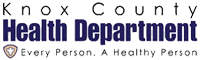 Knox County
Health Department
Every Person, A Healthy Person